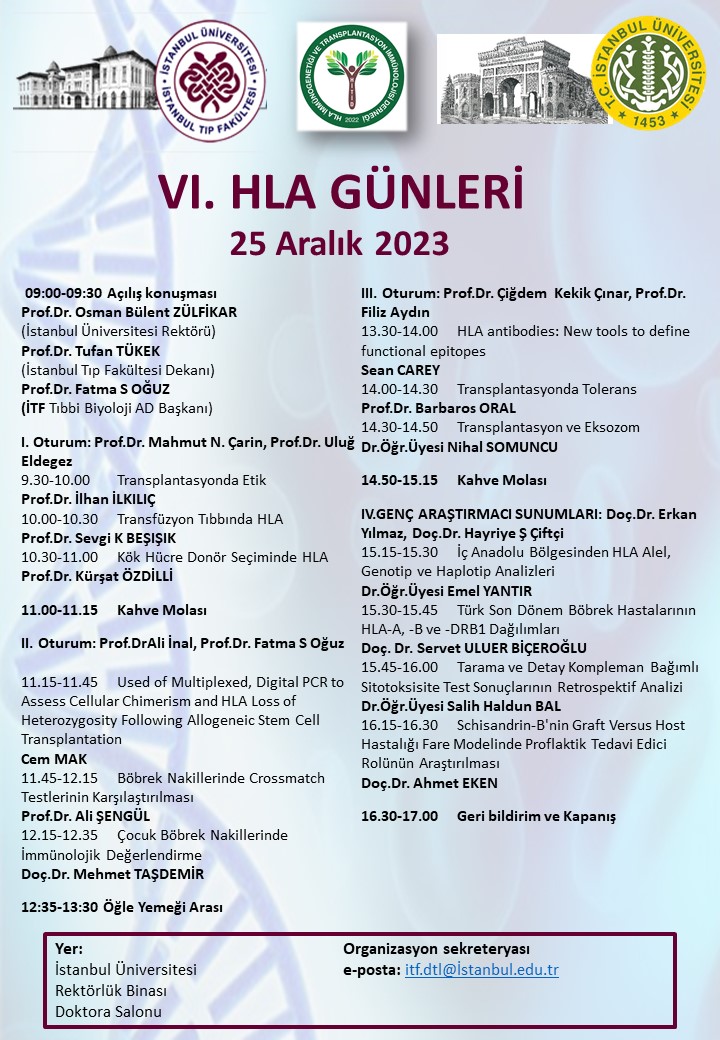 İSTANBUL ÜNİVERSİTESİ
İSTANBUL TIP FAKÜLTESİ
HLA İMMÜNOGENETİĞİ VE TRANSPLANTASYON İMMÜNOLOJİSİ DERNEĞİ
2022
T.C. İSTANBUL ÜNİVERSİTESİ
1453
VI. HLA GÜNLERİ
25 Aralık 2023
09:00-09:30 Açılış konuşması
Prof.Dr. Osman Bülent ZÜLFİKAR
(İstanbul Üniversitesi Rektörü)
Prof.Dr. Tufan TÜKEK
(İstanbul Tıp Fakültesi Dekanı)
Prof.Dr. Fatma S OĞUZ
(İTF Tıbbi Biyoloji AD Başkanı)
I. Oturum: Prof.Dr. Mahmut N. Çarin, Prof.Dr. Uluğ
Eldegez
9.30-10.00 Transplantasyonda Etik
Prof.Dr. İlhan İLKILIÇ
10.00-10.30 Transfüzyon Tıbbında HLA
Prof.Dr. Sevgi K BEŞIŞIK
10.30-11.00 Kök Hücre Donör Seçiminde HLA
Prof.Dr. Kürşat ÖZDİLLİ
11.00-11.15 Kahve Molası
II. Oturum: Prof.DrAli İnal, Prof.Dr. Fatma S Oğuz
11.15-11.45 Used of Multiplexed, Digital PCR to
Assess Cellular Chimerism and HLA Loss of
Heterozygosity Following Allogeneic Stem Cell
Transplantation
Cem MAK
11.45-12.15 Böbrek Nakillerinde Crossmatch
Testlerinin Karşılaştırılması
Prof.Dr. Ali ŞENGÜL
12.15-12.35 Çocuk Böbrek Nakillerinde
İmmünolojik Değerlendirme
Doç.Dr. Mehmet TAŞDEMİR
12:35-13:30 Öğle Yemeği Arası
III. Oturum: Prof.Dr. Çiğdem Kekik Çınar, Prof.Dr.
Filiz Aydın
13.30-14.00 HLA antibodies: New tools to define
functional epitopes
Sean CAREY
14.00-14.30 Transplantasyonda Tolerans
Prof.Dr. Barbaros ORAL
14.30-14.50 Transplantasyon ve Eksozom
Dr.Öğr.Üyesi Nihal SOMUNCU
14.50-15.15 Kahve Molası
IV.GENÇ ARAŞTIRMACI SUNUMLARI: Doç.Dr. Erkan
Yılmaz, Doç.Dr. Hayriye Ş Çiftçi
15.15-15.30 İç Anadolu Bölgesinden HLA Alel,
Genotip ve Haplotip Analizleri
Dr.Öğr.Üyesi Emel YANTIR
15.30-15.45 Türk Son Dönem Böbrek Hastalarının
HLA-A, -B ve -DRB1 Dağılımları
Doç. Dr. Servet ULUER BİÇEROĞLU
15.45-16.00 Tarama ve Detay Kompleman Bağımlı
Sitotoksisite Test Sonuçlarının Retrospektif Analizi
Dr.Öğr.Üyesi Salih Haldun BAL
16.15-16.30 Schisandrin-B'nin Graft Versus Host
Hastalığı Fare Modelinde Proflaktik Tedavi Edici
Rolünün Araştırılması
Doç.Dr. Ahmet EKEN
16.30-17.00 Geri bildirim ve Kapanış
Yer:
İstanbul Üniversitesi
Rektörlük Binası
Doktora Salonu
Organizasyon sekreteryası
e-posta: itf.dtl@İstanbul.edu.tr